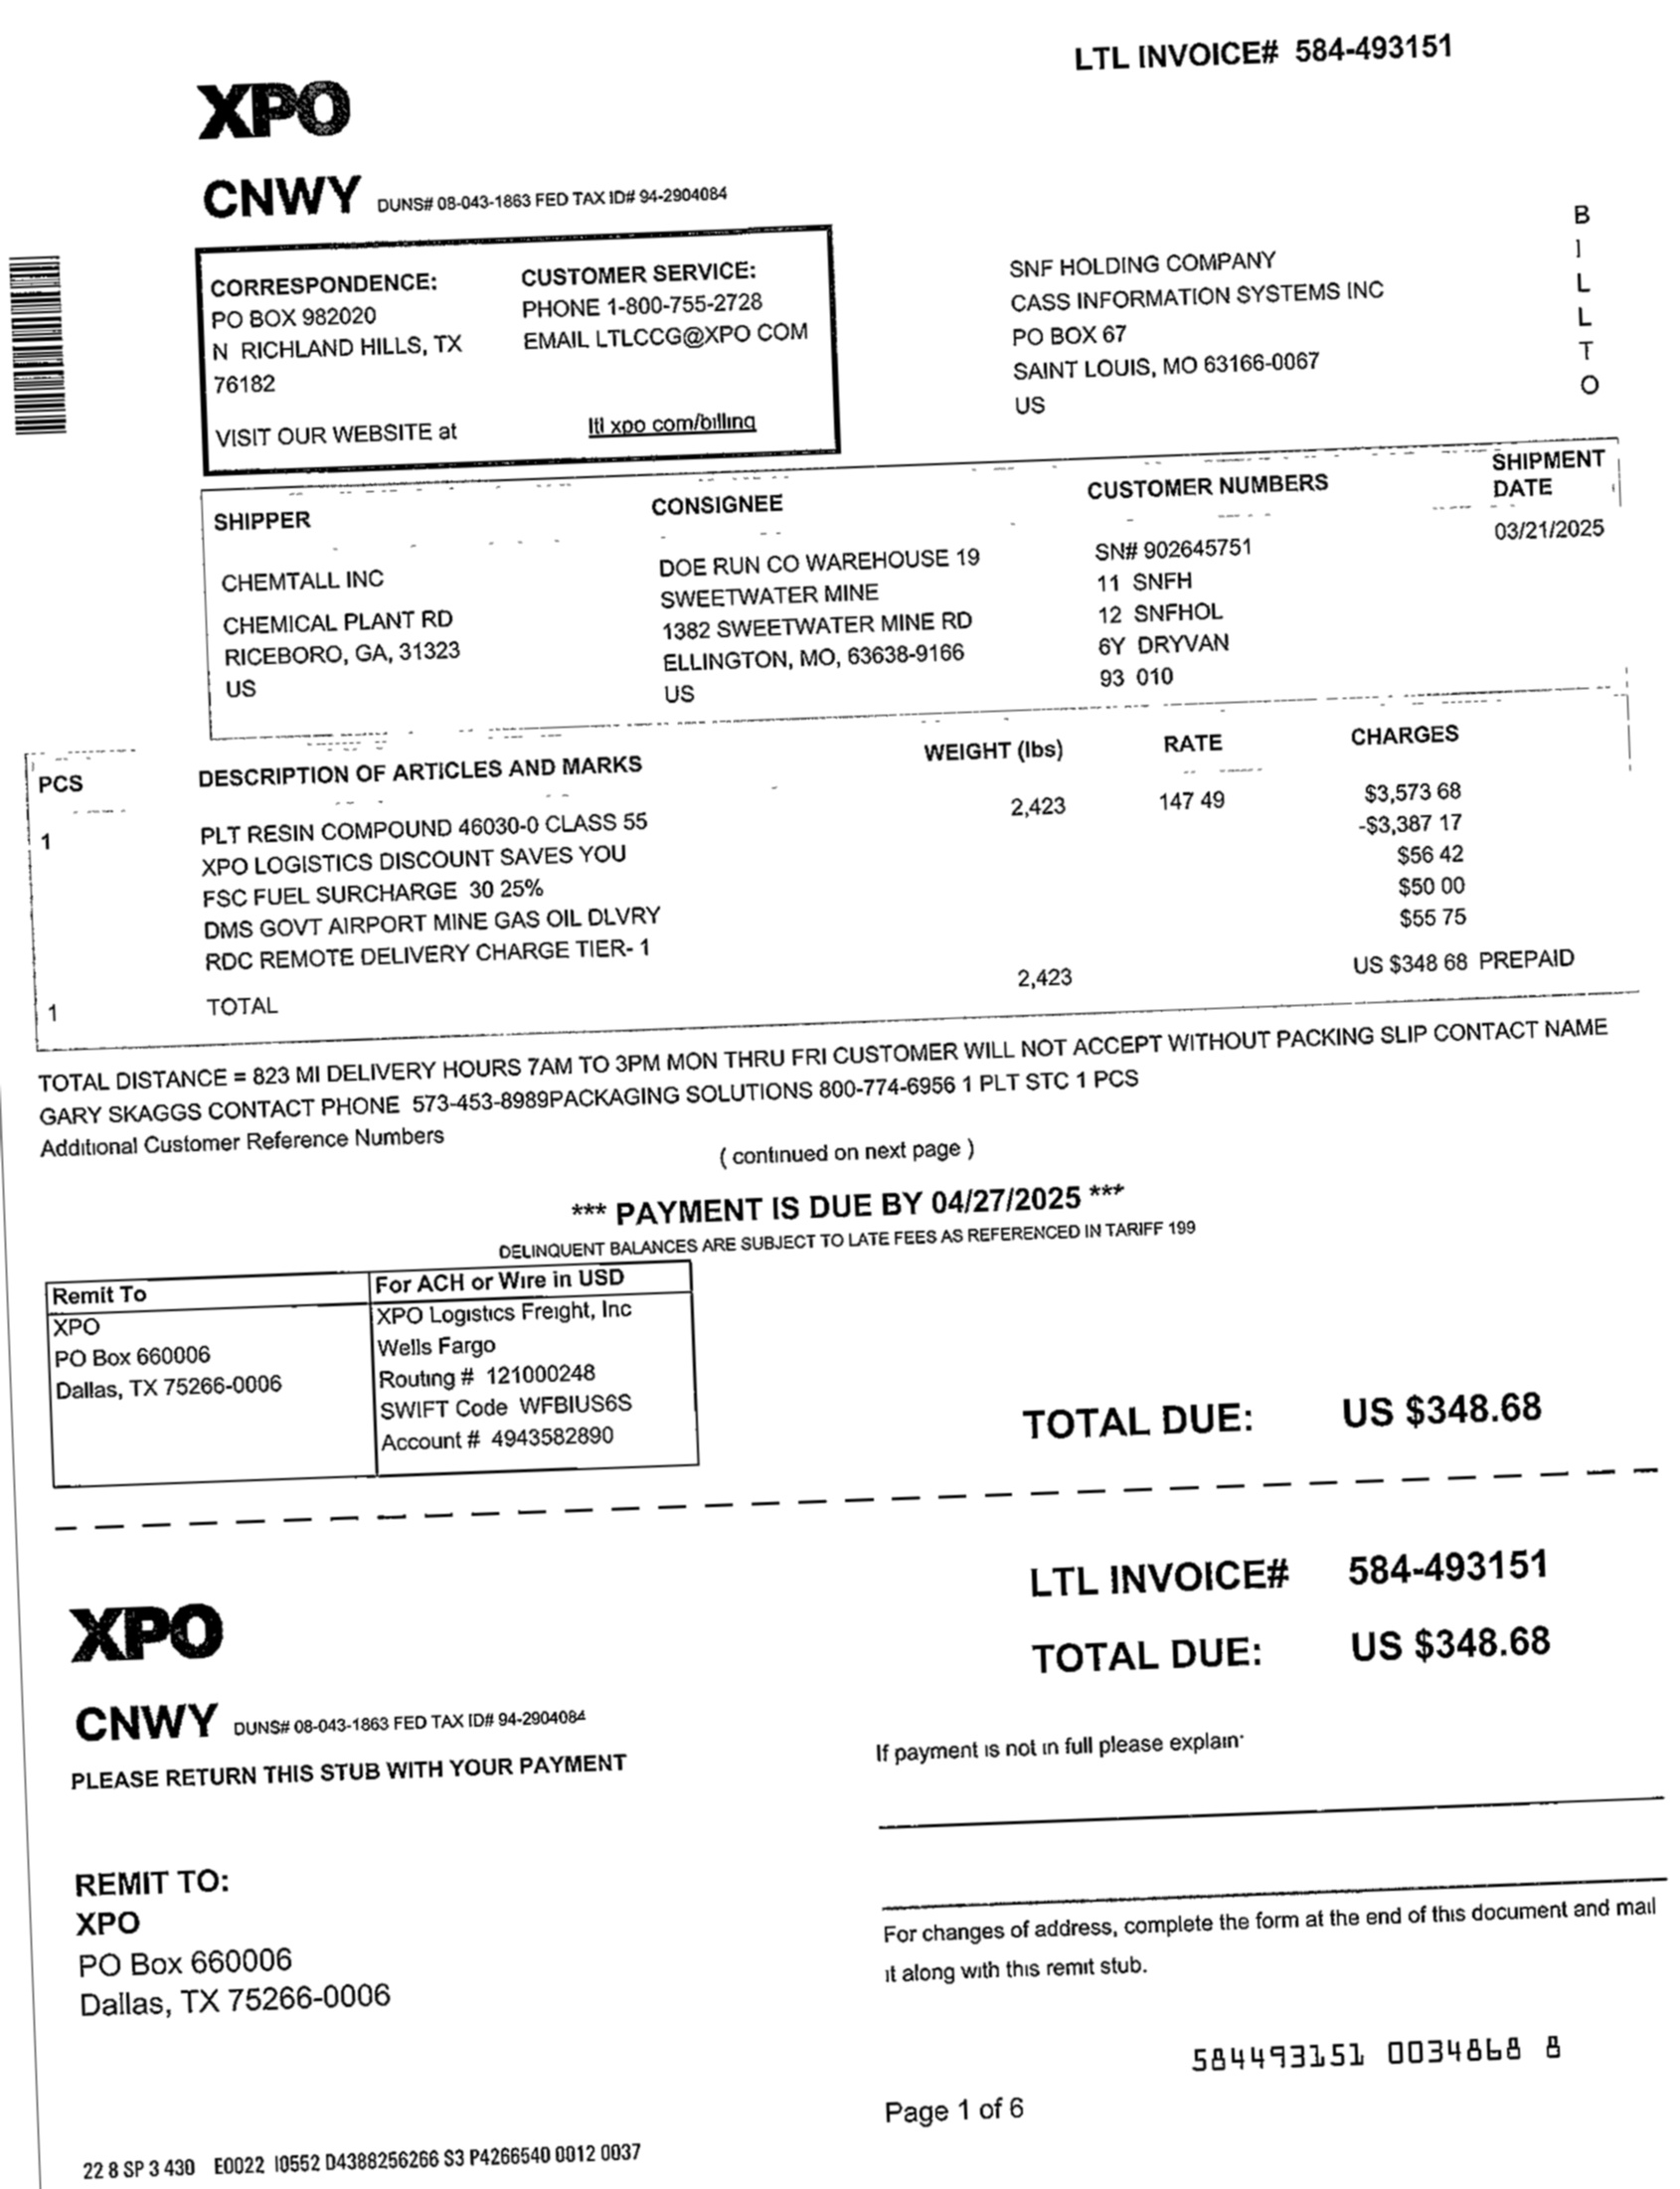 LTL INVOICE# 584-493151
XPO
CNWY DUNS# 08-043-1863 FED TAX ID# 94-2904084
CORRESPONDENCE:
PO BOX 982020
N RICHLAND HILLS, TX
76182
CUSTOMER SERVICE:
PHONE 1-800-755-2728
EMAIL LTLCCG@XPO COM
VISIT OUR WEBSITE at ltl xpo com/billing
SNF HOLDING COMPANY
CASS INFORMATION SYSTEMS INC
PO BOX 67
SAINT LOUIS, MO 63166-0067
US
B
I
L
L
T
O
SHIPPER
CHEMTALL INC
CHEMICAL PLANT RD
RICEBORO, GA, 31323
US
CONSIGNEE
DOE RUN CO WAREHOUSE 19
SWEETWATER MINE
1382 SWEETWATER MINE RD
ELLINGTON, MO, 63638-9166
US
CUSTOMER NUMBERS
SN# 902645751
11 SNFH
12 SNFHOL
6Y DRYVAN
93 010
SHIPMENT
DATE
03/21/2025
PCS DESCRIPTION OF ARTICLES AND MARKS WEIGHT (lbs) RATE CHARGES
1 PLT RESIN COMPOUND 46030-0 CLASS 55 2,423 147 49 $3,573 68
XPO LOGISTICS DISCOUNT SAVES YOU -$3,387 17
FSC FUEL SURCHARGE 30 25% $56 42
DMS GOVT AIRPORT MINE GAS OIL DLVRY $50 00
RDC REMOTE DELIVERY CHARGE TIER- 1 $55 75
1 TOTAL 2,423 US $348 68 PREPAID
TOTAL DISTANCE = 823 MI DELIVERY HOURS 7AM TO 3PM MON THRU FRI CUSTOMER WILL NOT ACCEPT WITHOUT PACKING SLIP CONTACT NAME
GARY SKAGGS CONTACT PHONE 573-453-8989PACKAGING SOLUTIONS 800-774-6956 1 PLT STC 1 PCS
Additional Customer Reference Numbers
( continued on next page )
*** PAYMENT IS DUE BY 04/27/2025 ***
DELINQUENT BALANCES ARE SUBJECT TO LATE FEES AS REFERENCED IN TARIFF 199
Remit To
XPO
PO Box 660006
Dallas, TX 75266-0006
For ACH or Wire in USD
XPO Logistics Freight, Inc
Wells Fargo
Routing # 121000248
SWIFT Code WFBIUS6S
Account # 4943582890
TOTAL DUE: US $348.68
LTL INVOICE# 584-493151
TOTAL DUE: US $348.68
XPO
CNWY DUNS# 08-043-1863 FED TAX ID# 94-2904084
PLEASE RETURN THIS STUB WITH YOUR PAYMENT
If payment is not in full please explain:
REMIT TO:
XPO
PO Box 660006
Dallas, TX 75266-0006
For changes of address, complete the form at the end of this document and mail
it along with this remit stub.
584493151 0034868 8
Page 1 of 6
22 8 SP 3 430 E0022 I0552 D4388256266 S3 P4266540 0012 0037